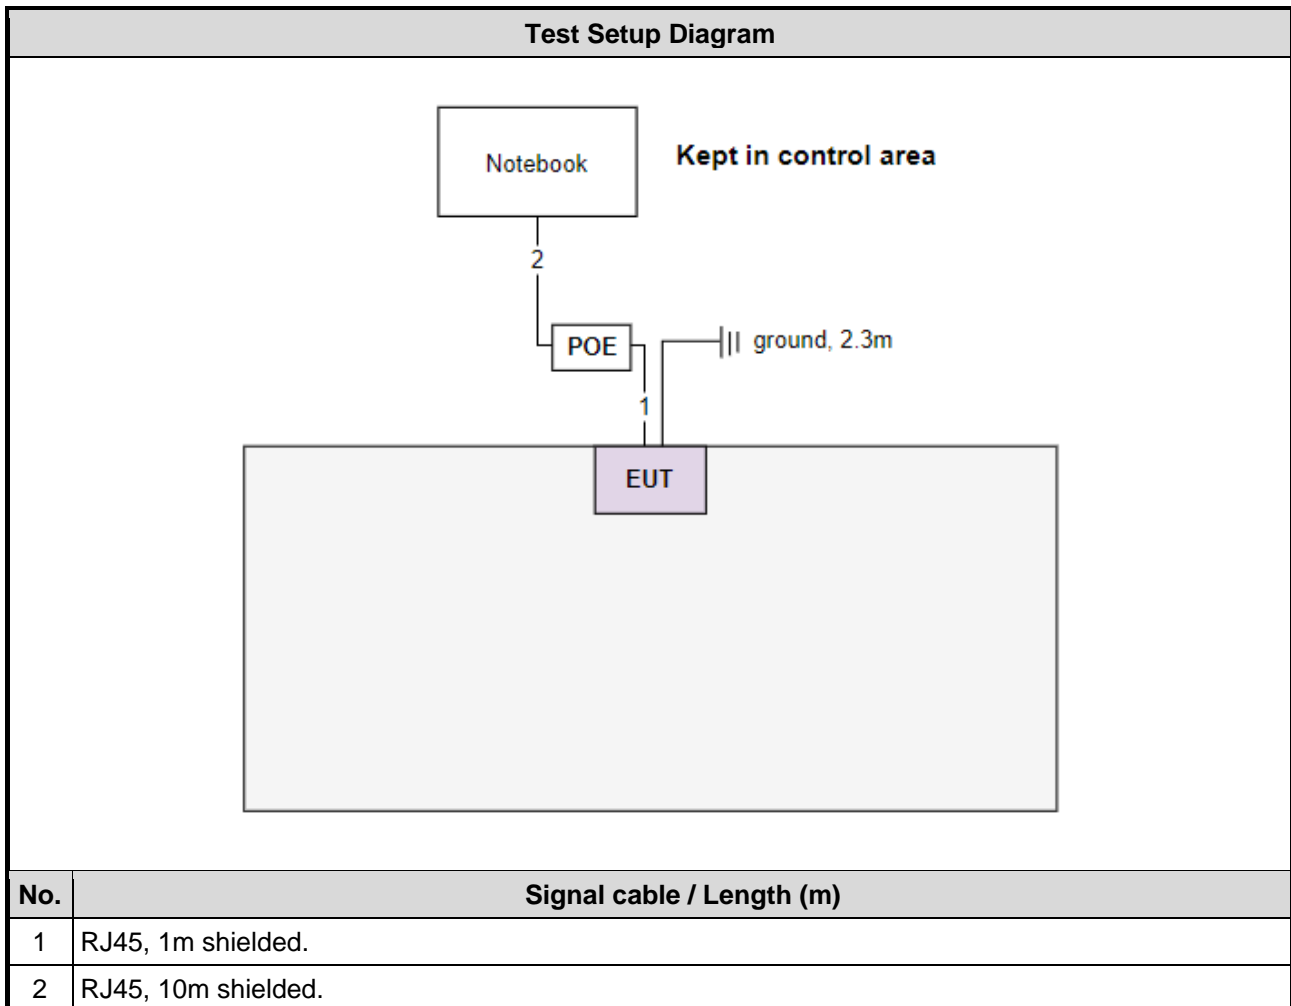 Test Setup Diagram
Notebook
Kept in control area
2
POE
ground, 2.3m
1
EUT
No. Signal cable / Length (m)
1 RJ45, 1m shielded.
2 RJ45, 10m shielded.